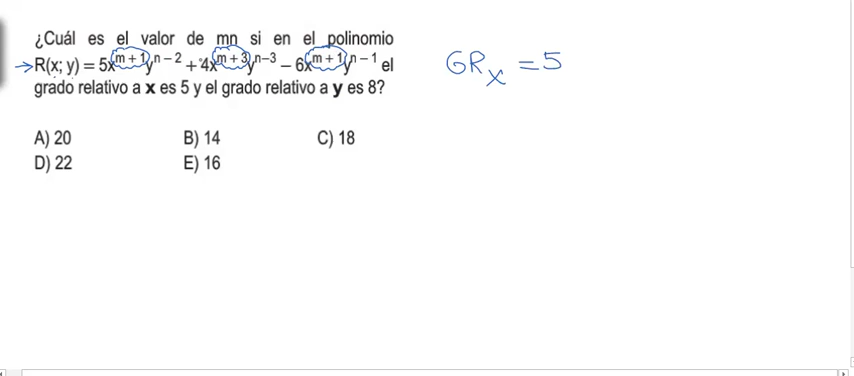 ¿Cuál es el valor de mn si en el polinomio
→ R(x; y) = 5x^{m + 1}y^{n – 2} + 4x^{m + 3}y^{n–3} – 6x^{m + 1}y^{n – 1} el
grado relativo a x es 5 y el grado relativo a y es 8?
GR_x = 5
A) 20 B) 14 C) 18
D) 22 E) 16